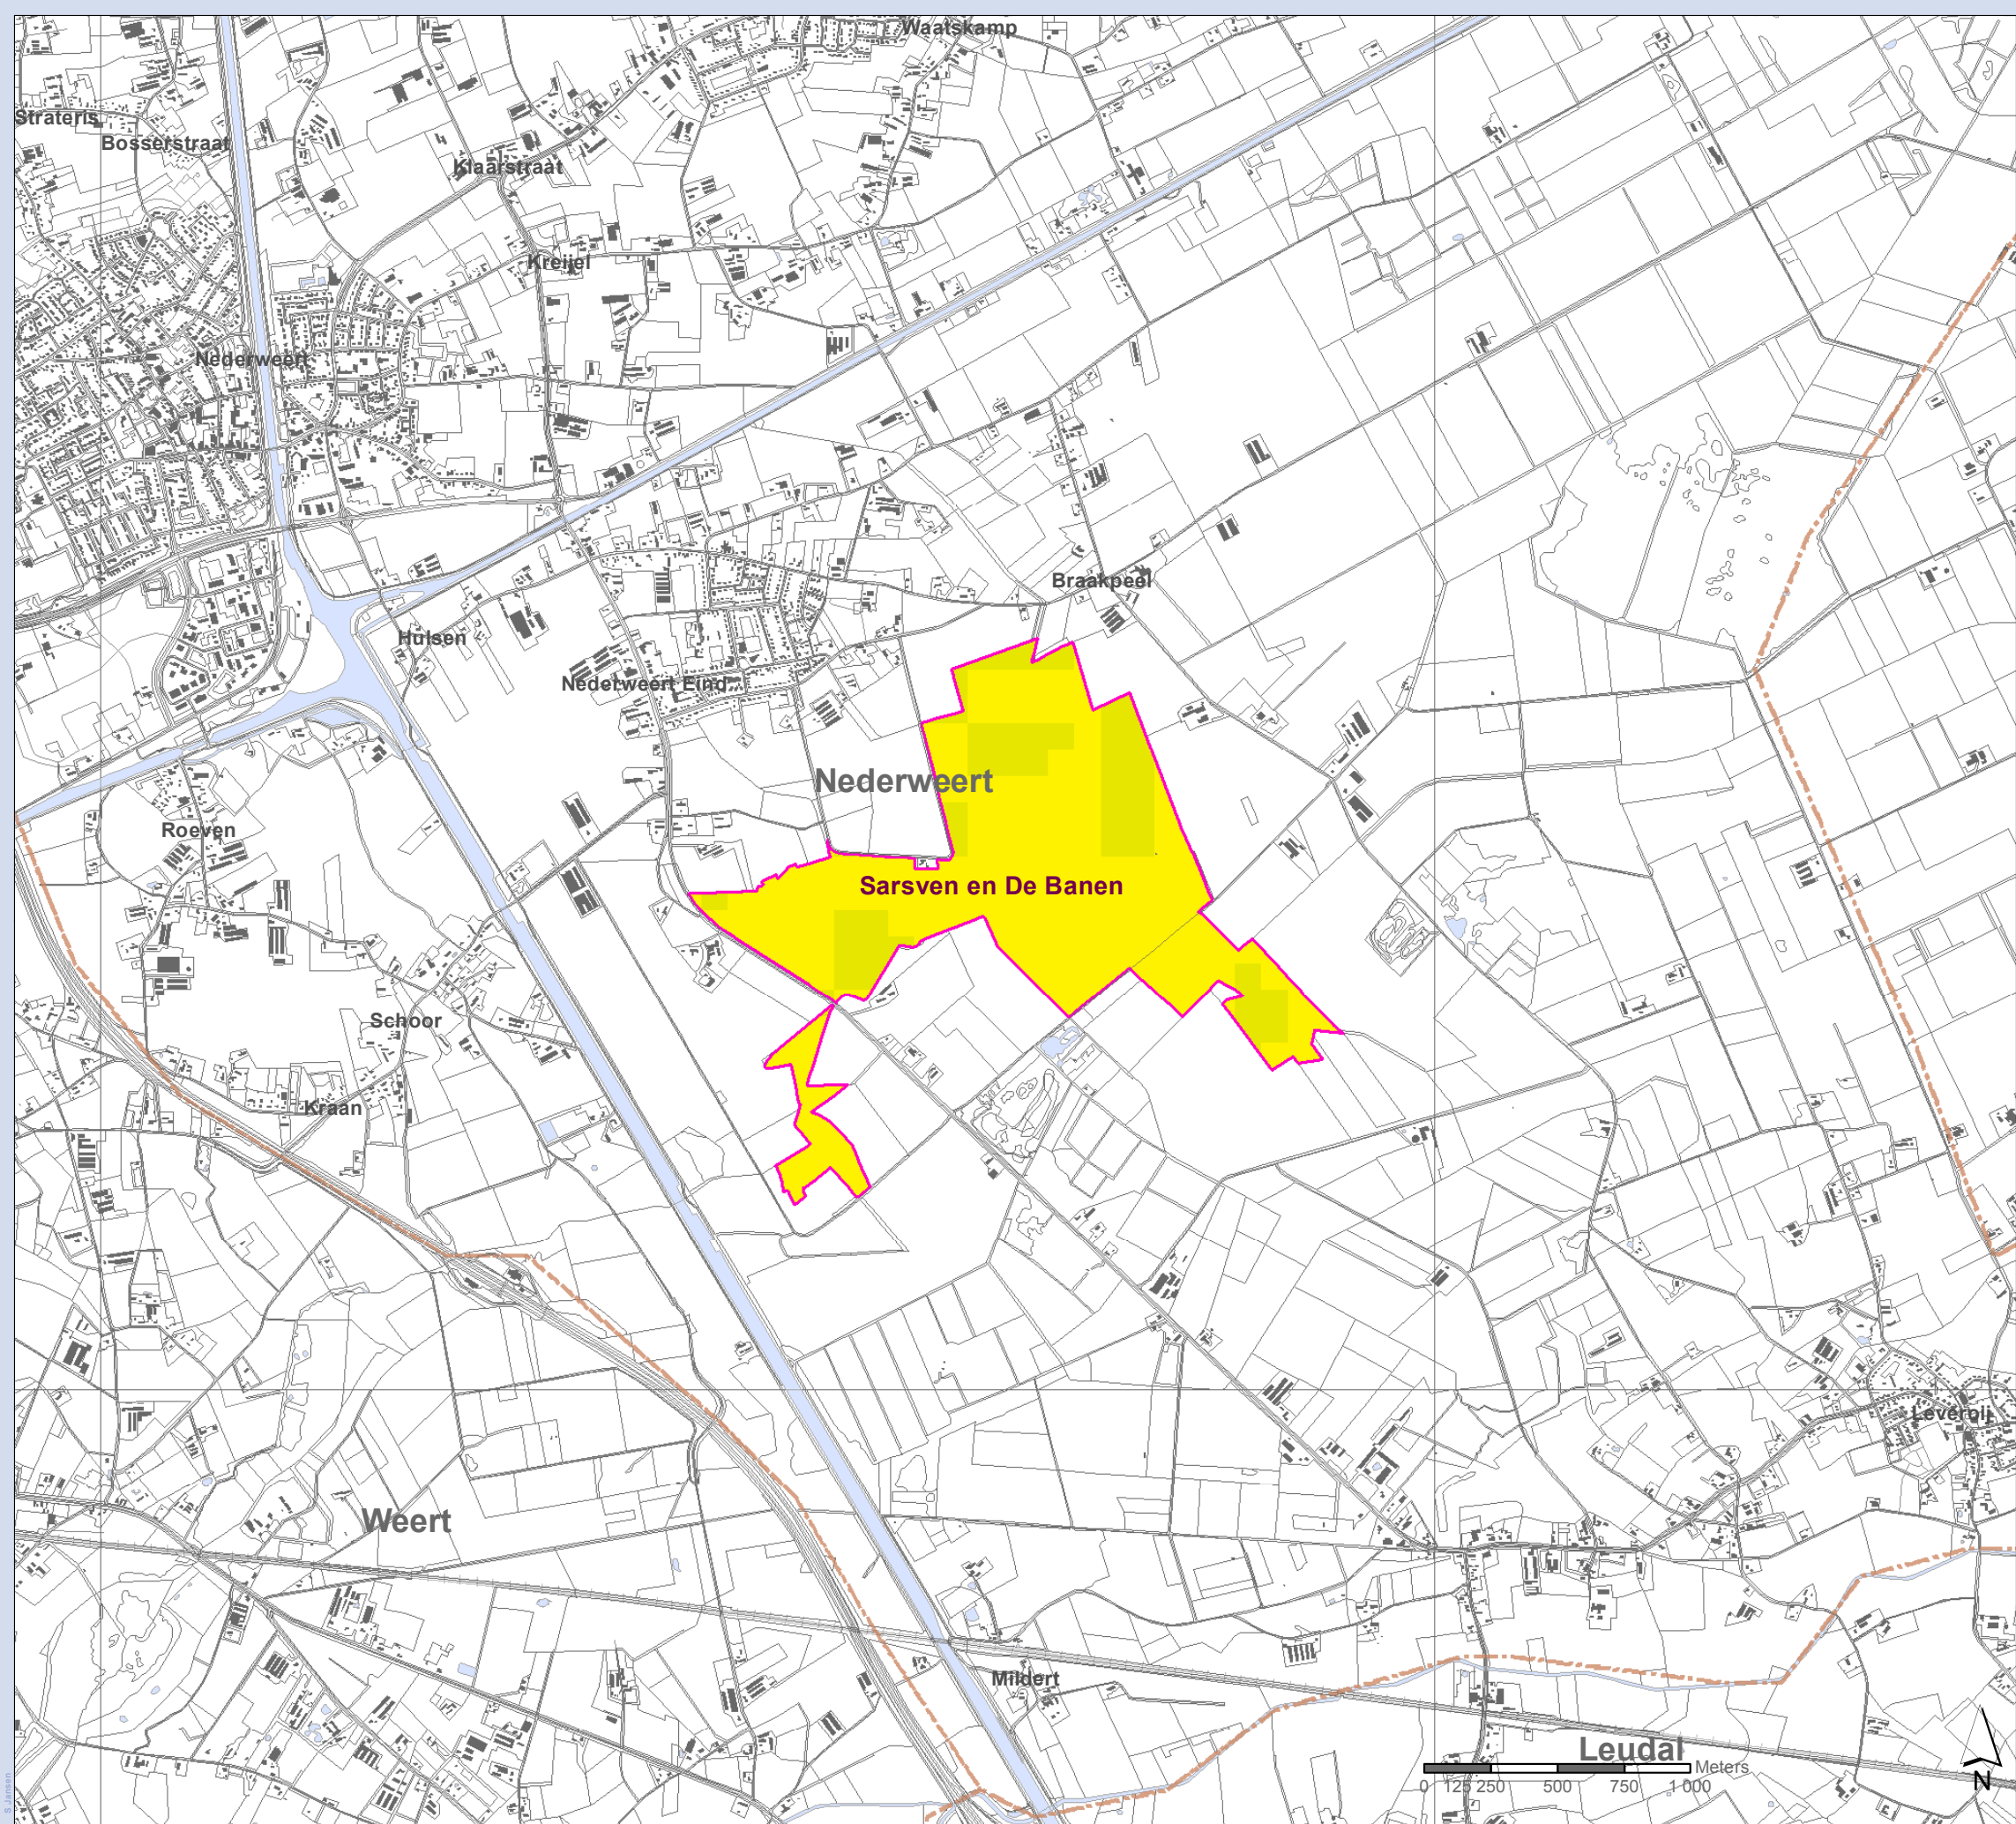 Waatskamp
Strateris
Bosserstraat
Klaarstraat
Kreijel
Nederweert
Braakpeel
Hulsen
Nederweert Eind
Nederweert
Roeven
Sarsven en De Banen
Schoor
Kraan
Leveroij
Weert
Mildert
Leudal
Meters
0 125 250 500 750 1 000
N
S Jansen